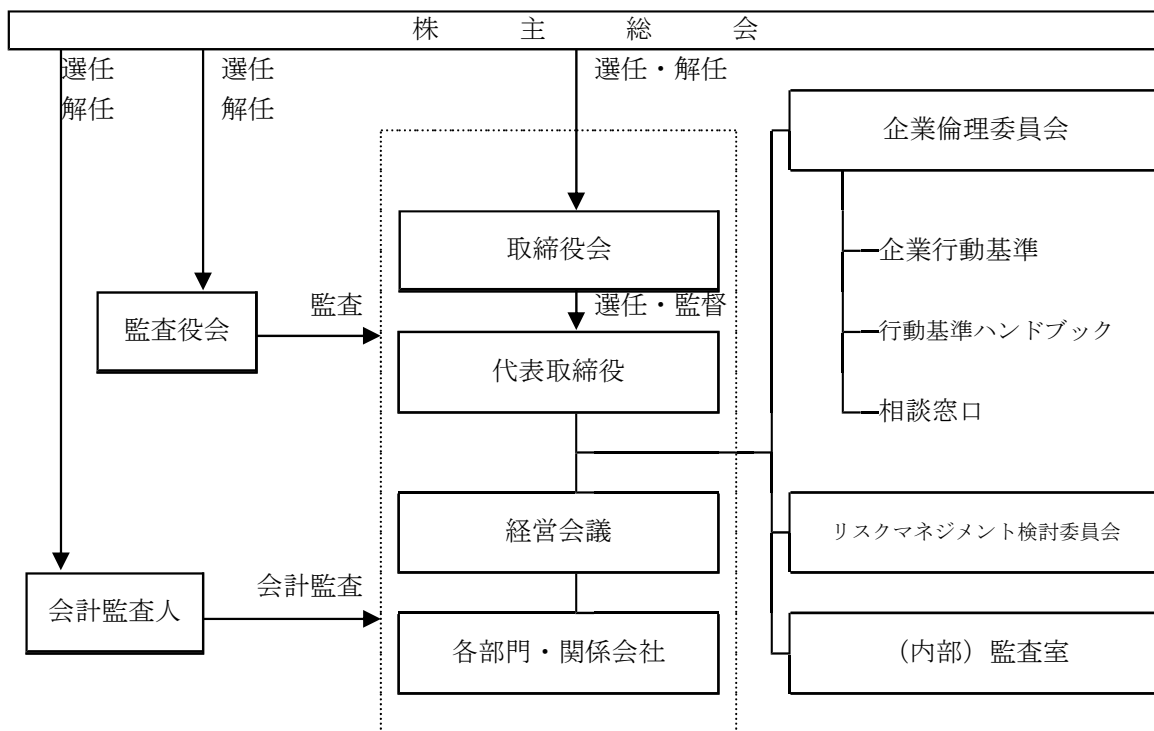 株主総会
選任
解任
選任
解任
選任・解任
企業倫理委員会
取締役会
企業行動基準
選任・監督
監査
監査役会
行動基準ハンドブック
代表取締役
相談窓口
経営会議
リスクマネジメント検討委員会
会計監査
会計監査人
各部門・関係会社
（内部）監査室